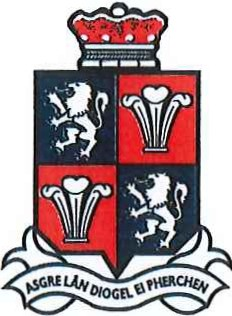 ASGRE LÂN DIOGEL EI PHERCHEN